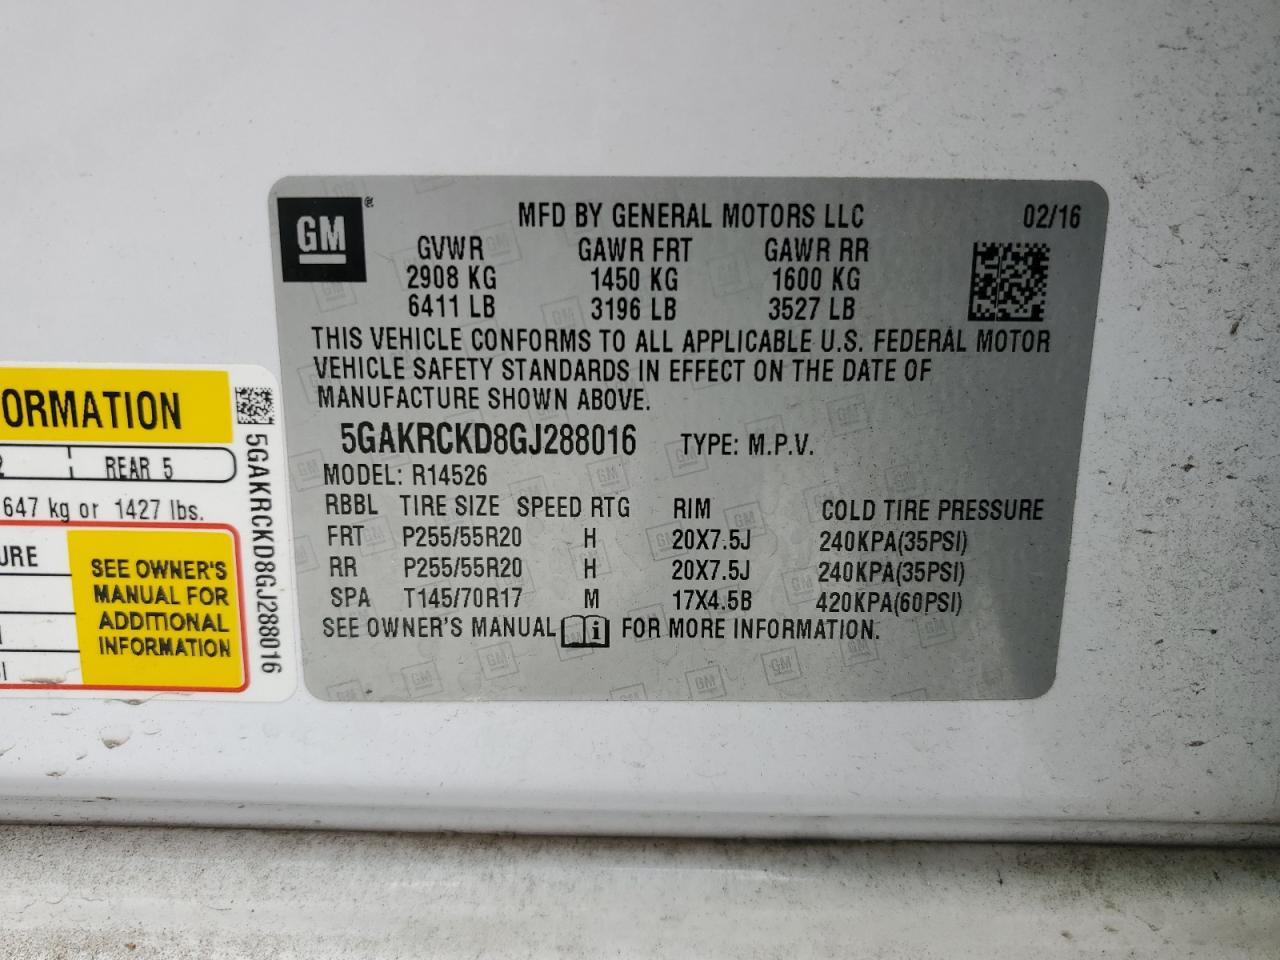 GM
MFD BY GENERAL MOTORS LLC 02/16
GVWR GAWR FRT GAWR RR
2908 KG 1450 KG 1600 KG
6411 LB 3196 LB 3527 LB
THIS VEHICLE CONFORMS TO ALL APPLICABLE U.S. FEDERAL MOTOR
VEHICLE SAFETY STANDARDS IN EFFECT ON THE DATE OF
MANUFACTURE SHOWN ABOVE.
5GAKRCKD8GJ288016 TYPE: M.P.V.
MODEL: R14526
RBBL TIRE SIZE SPEED RTG RIM COLD TIRE PRESSURE
FRT P255/55R20 H 20X7.5J 240KPA(35PSI)
RR P255/55R20 H 20X7.5J 240KPA(35PSI)
SPA T145/70R17 M 17X4.5B 420KPA(60PSI)
SEE OWNER'S MANUAL FOR MORE INFORMATION.
ORMATION
2 REAR 5
647 kg or 1427 lbs.
URE
SEE OWNER'S
MANUAL FOR
ADDITIONAL
INFORMATION
5GAKRCKD8GJ288016